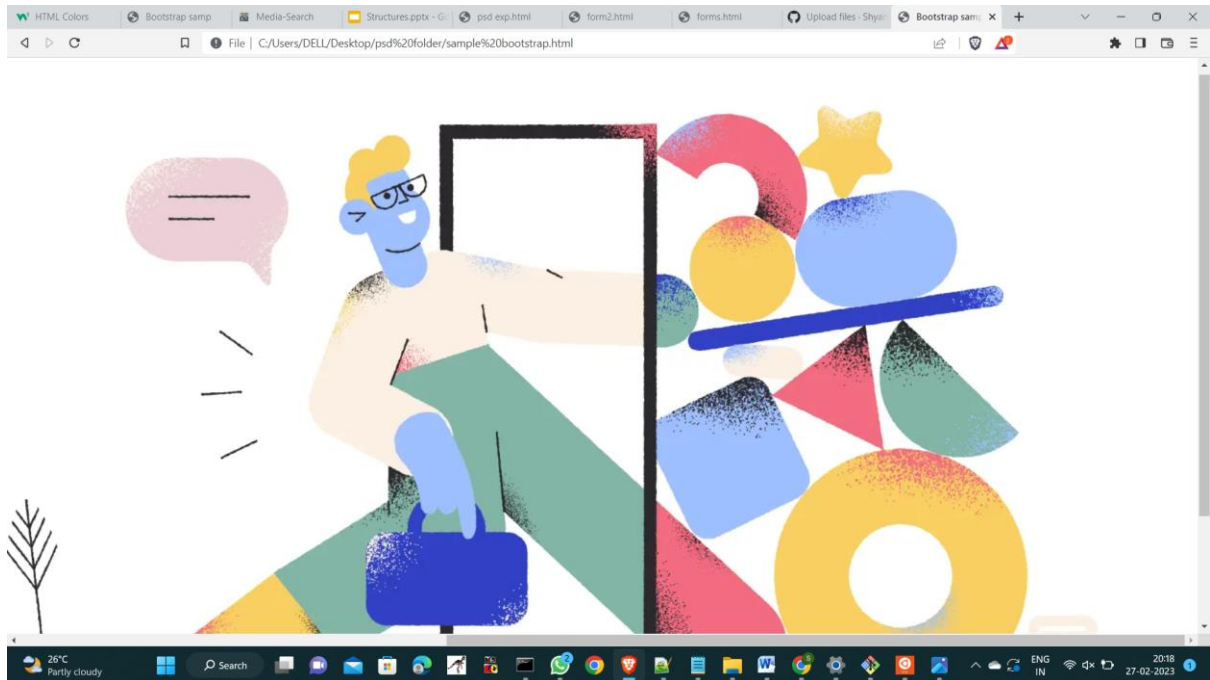 HTML Colors
Bootstrap samp
Media-Search
Structures.pptx - G
psd exp.html
form2.html
forms.html
Upload files · Shyan
Bootstrap samp
File | C:/Users/DELL/Desktop/psd%20folder/sample%20bootstrap.html
26°C
Partly cloudy
Search
ENG
IN
20:18
27-02-2023